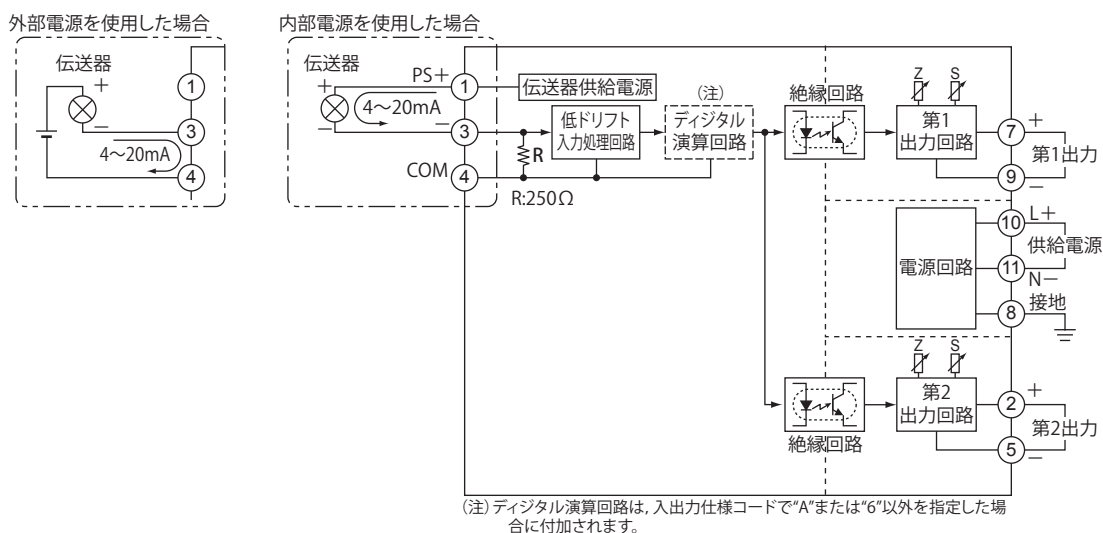 外部電源を使用した場合
伝送器
+
−
4～20mA
1
3
4
内部電源を使用した場合
伝送器
+
−
4～20mA
PS+
1
−
3
COM
4
伝送器供給電源
R
R:250Ω
低ドリフト
入力処理回路
(注)
ディジタル
演算回路
絶縁回路
Z
S
第1
出力回路
7
+
第1出力
9
−
電源回路
10
L+
供給電源
11
N−
8
接地
絶縁回路
Z
S
第2
出力回路
2
+
第2出力
5
−
(注)ディジタル演算回路は，入出力仕様コードで“A”または“6”以外を指定した場
合に付加されます。